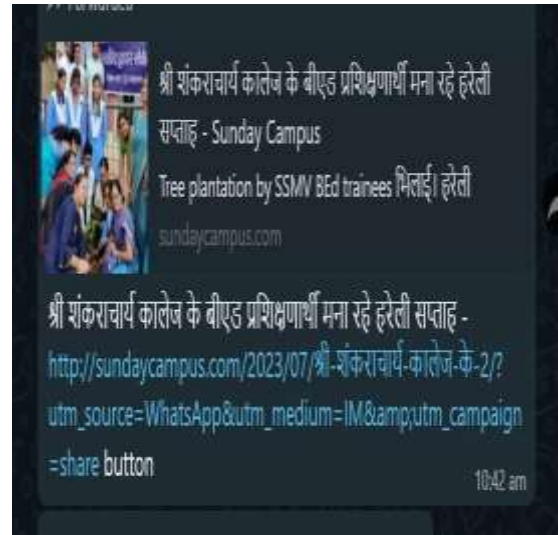 Forwarded
श्री शंकराचार्य कालेज के बीएड प्रशिक्षणार्थी मना रहे हरेली
सप्ताह - Sunday Campus
Tree plantation by SSMV BEd trainees भिलाई। हरेली
sundaycampus.com
श्री शंकराचार्य कालेज के बीएड प्रशिक्षणार्थी मना रहे हरेली सप्ताह -
http://sundaycampus.com/2023/07/श्री-शंकराचार्य-कालेज-के-2/?
utm_source=WhatsApp&utm_medium=IM&amp;utm_campaign
=share button
10:42 am